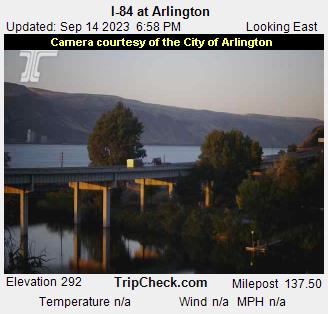 I-84 at Arlington
Updated: Sep 14 2023 6:58 PM Looking East
Camera courtesy of the City of Arlington
Elevation 292 TripCheck.com Milepost 137.50
Temperature n/a Wind n/a MPH n/a